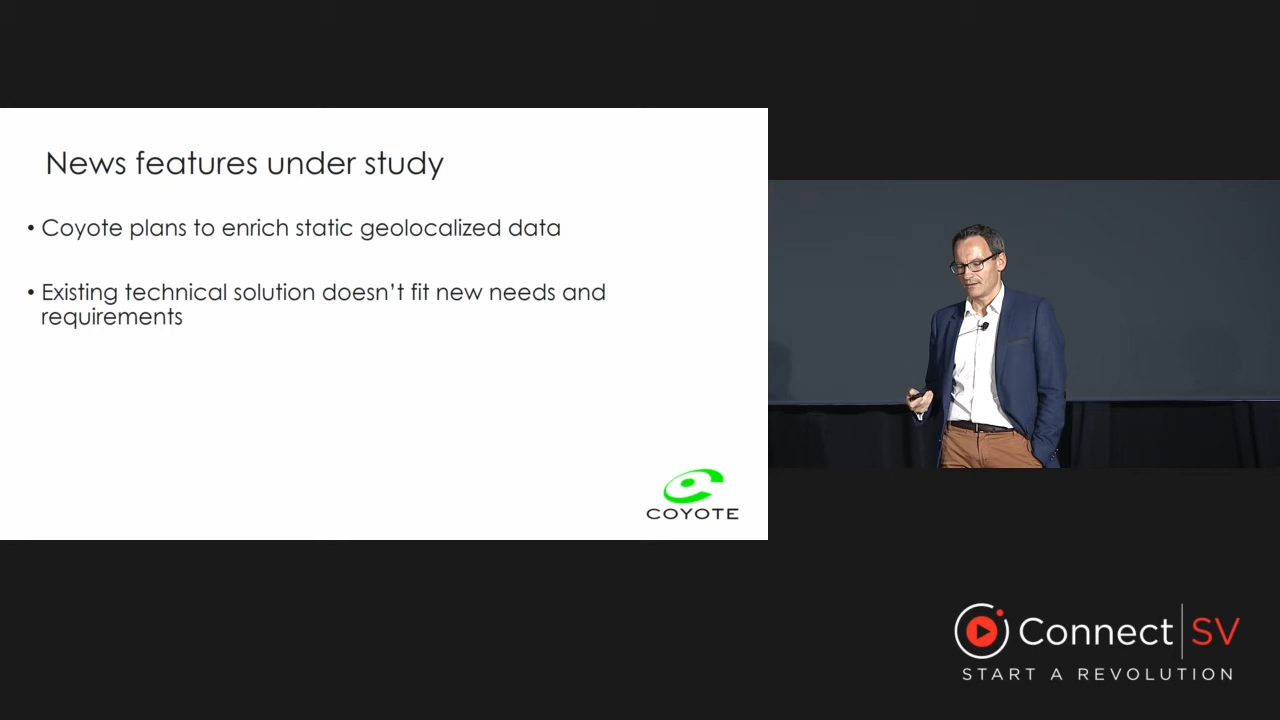 News features under study
• Coyote plans to enrich static geolocalized data
• Existing technical solution doesn't fit new needs and
requirements
COYOTE
Connect | SV
START A REVOLUTION